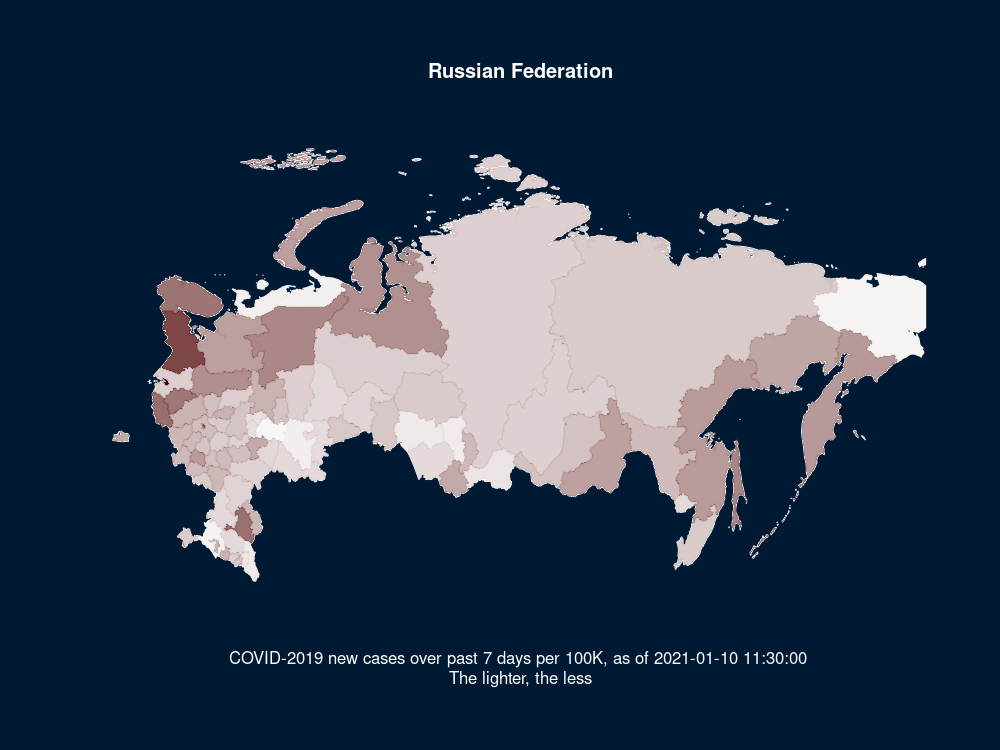 Russian Federation
COVID-2019 new cases over past 7 days per 100K, as of 2021-01-10 11:30:00
The lighter, the less